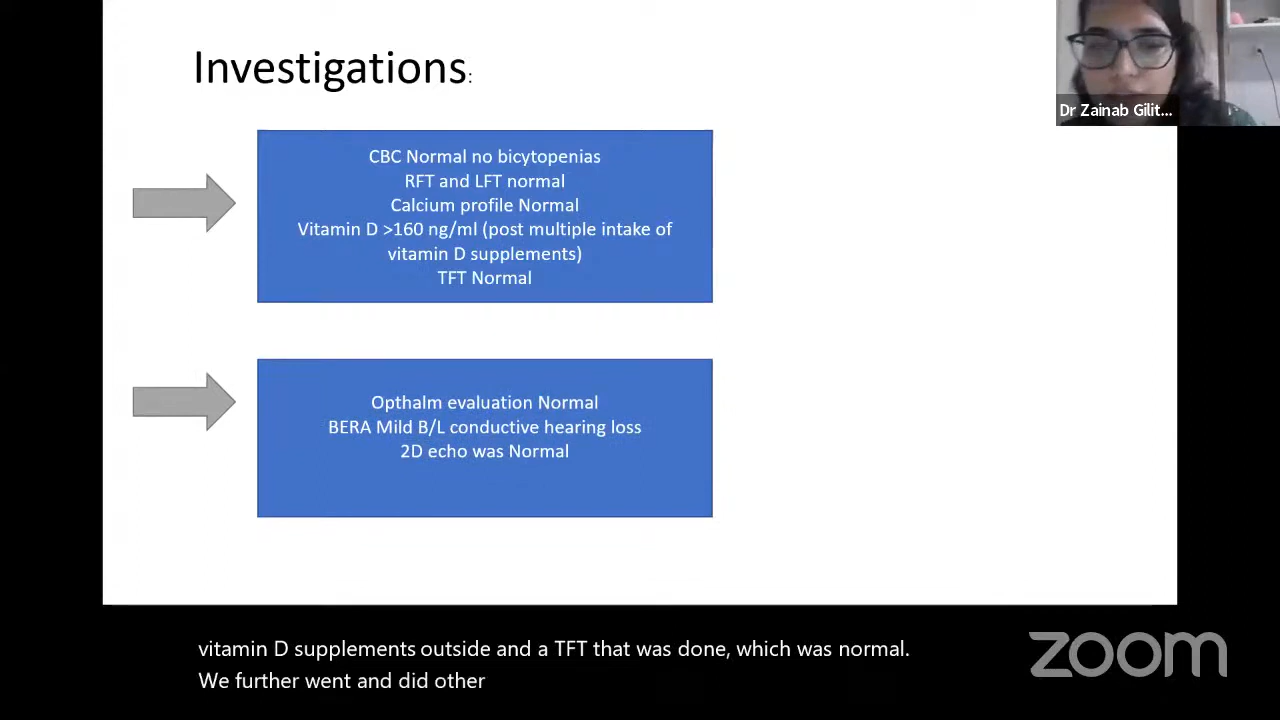 Investigations:
Dr Zainab Gilit...
CBC Normal no bicytopenias
RFT and LFT normal
Calcium profile Normal
Vitamin D >160 ng/ml (post multiple intake of
vitamin D supplements)
TFT Normal
Opthalm evaluation Normal
BERA Mild B/L conductive hearing loss
2D echo was Normal
vitamin D supplements outside and a TFT that was done, which was normal.
We further went and did other
zoom